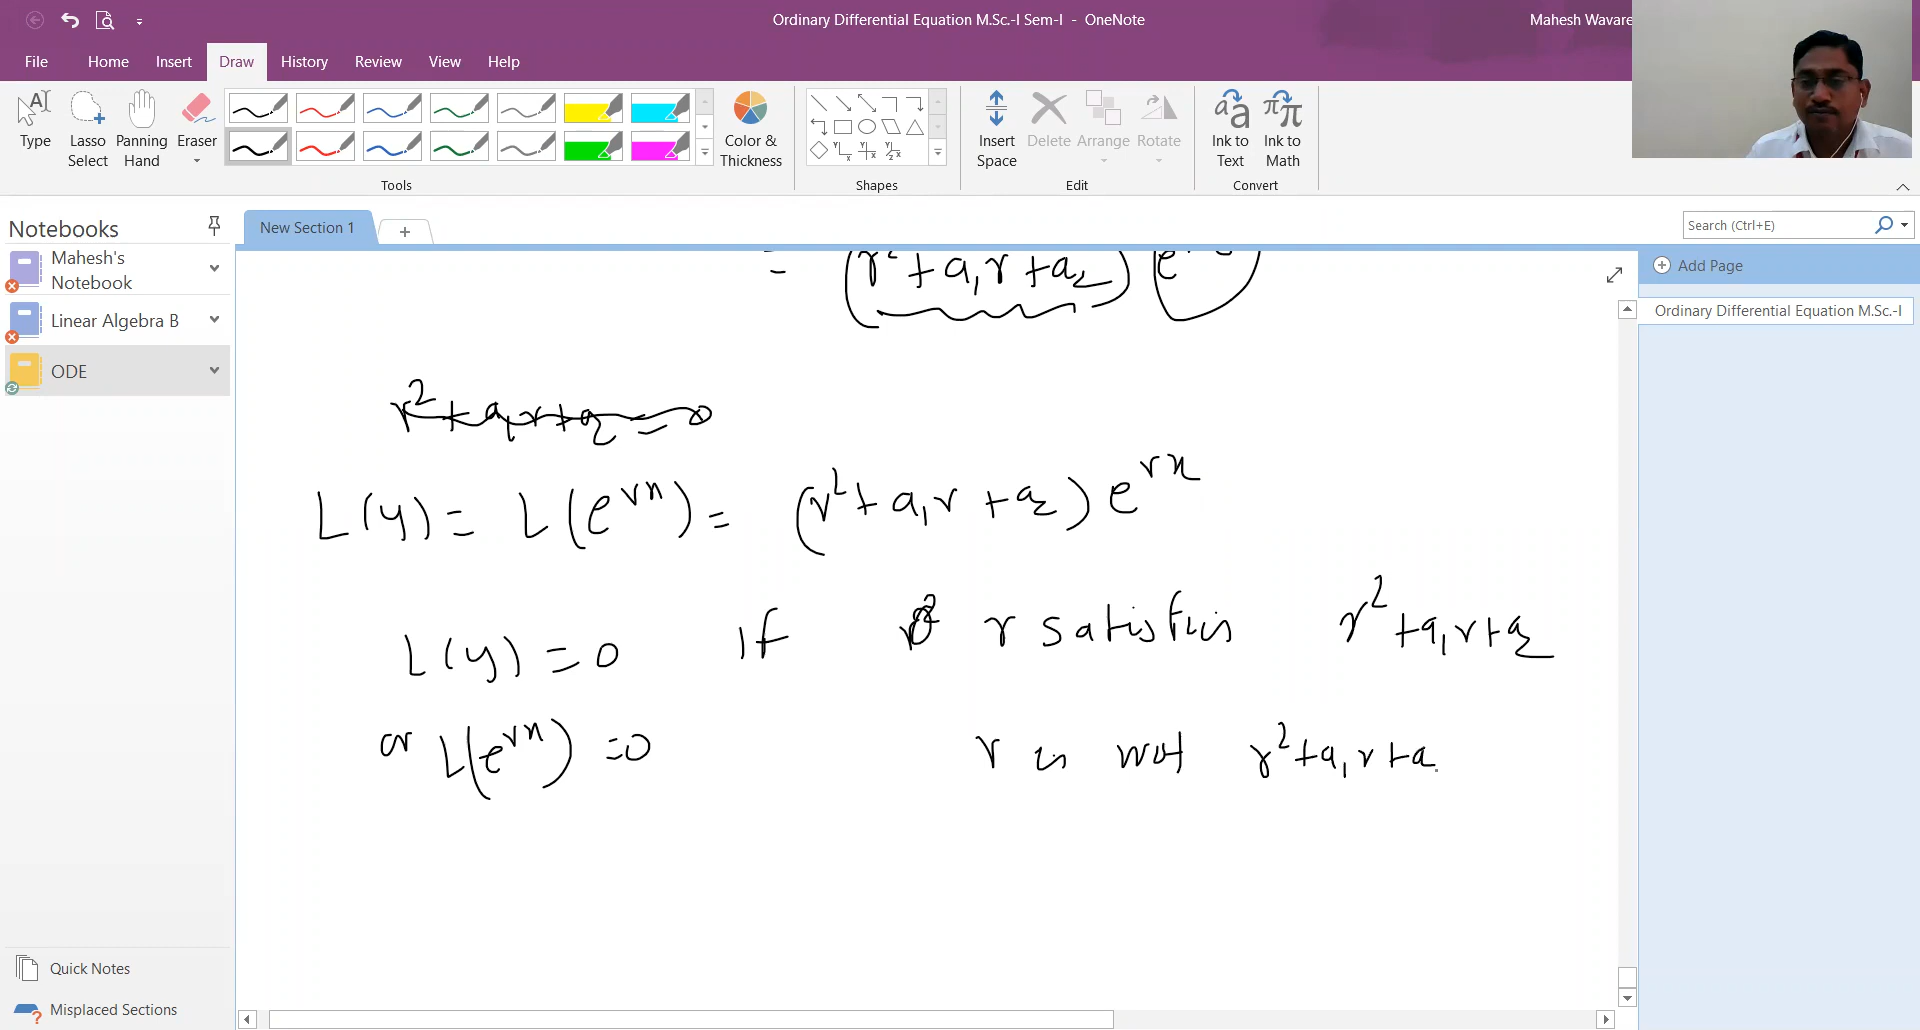 Ordinary Differential Equation M.Sc.-I Sem-I - OneNote
Mahesh Wavare
File Home Insert Draw History Review View Help
Type
Lasso Select
Panning Hand
Eraser
Color & Thickness
Insert Space
Delete
Arrange
Rotate
Ink to Text
Ink to Math
Tools
Shapes
Edit
Convert
Notebooks
New Section 1
Search (Ctrl+E)
Mahesh's Notebook
Linear Algebra B
ODE
Add Page
Ordinary Differential Equation M.Sc.-I
= (r² + a₁r + a₂)
r² + a₁r + a₂ = 0
L(y) = L(e^{rx}) = (r² + a₁r + a₂) e^{rx}
L(y) = 0 if r satisfies r² + a₁r + a₂
or L(e^{rx}) = 0 r is not r² + a₁r + a
Quick Notes
Misplaced Sections